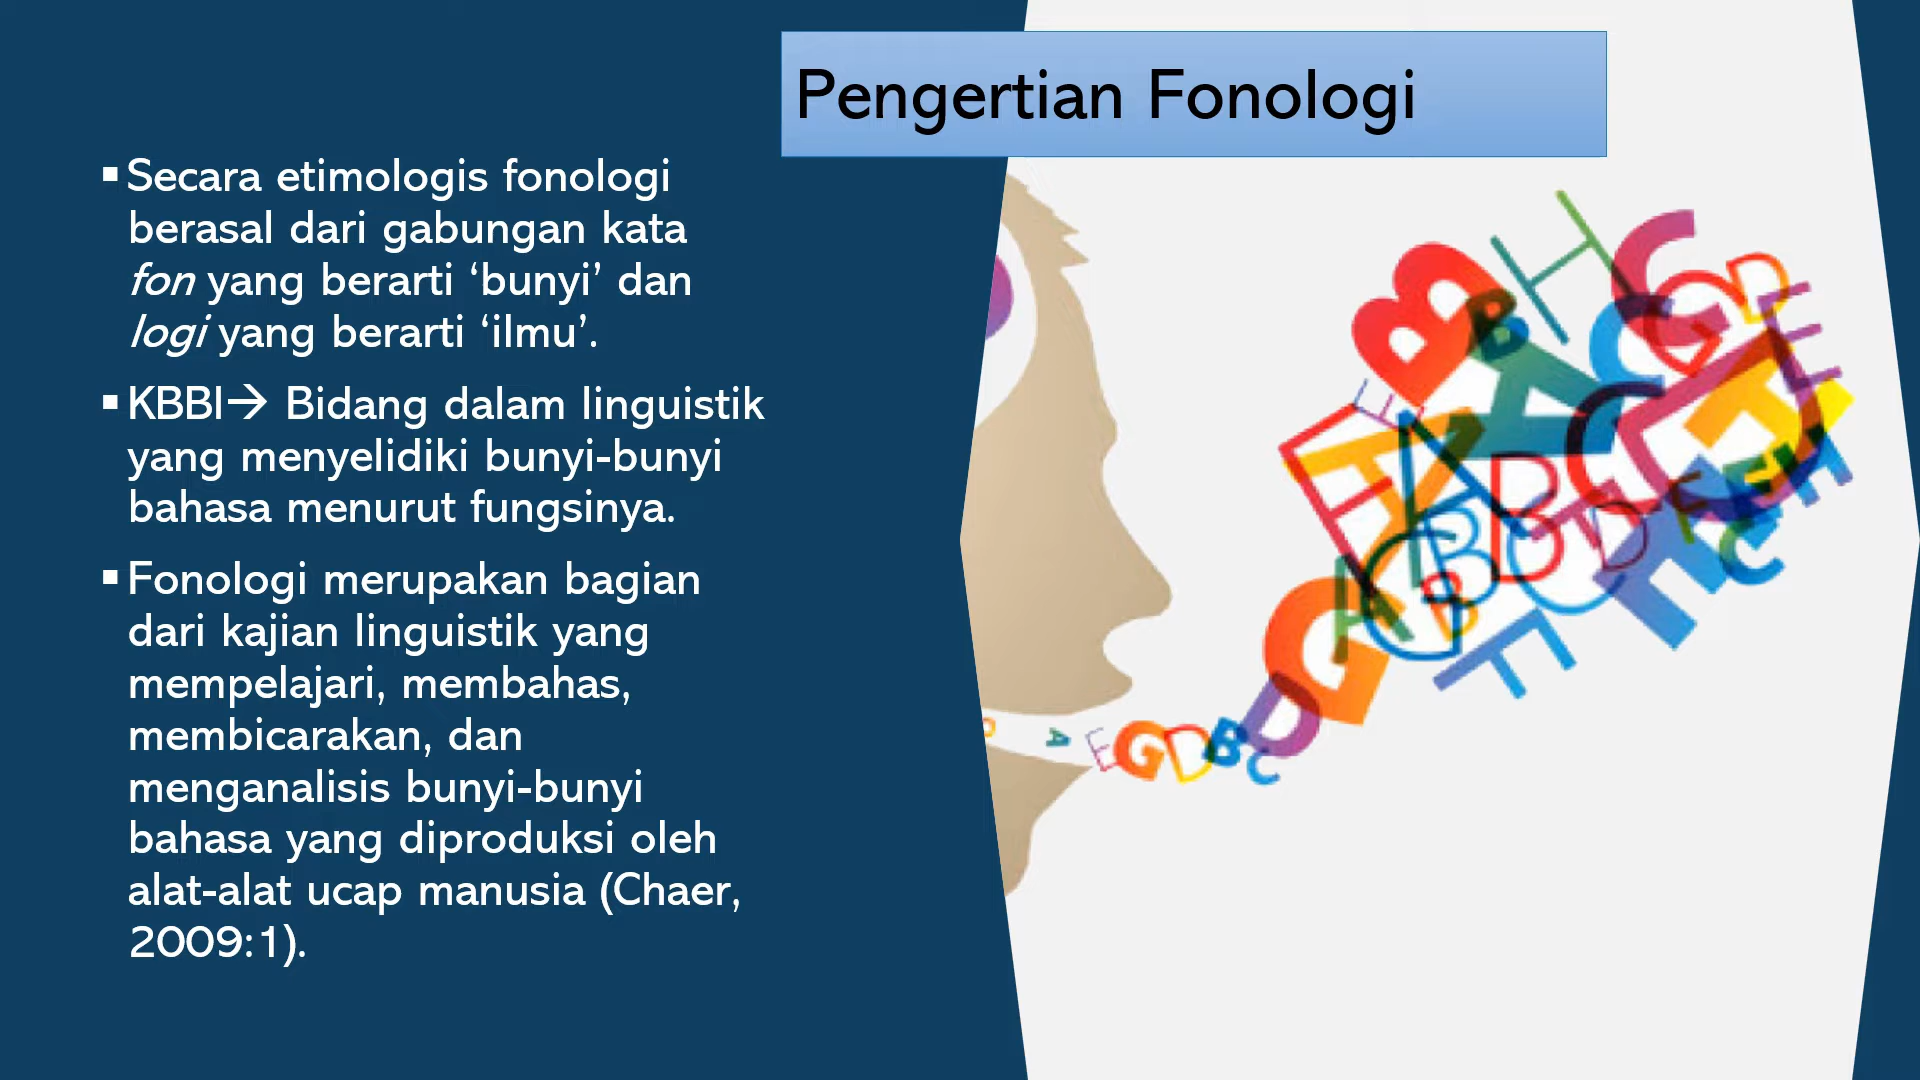 Pengertian Fonologi
▪Secara etimologis fonologi
berasal dari gabungan kata
fon yang berarti ‘bunyi’ dan
logi yang berarti ‘ilmu’.
▪KBBI→ Bidang dalam linguistik
yang menyelidiki bunyi-bunyi
bahasa menurut fungsinya.
▪Fonologi merupakan bagian
dari kajian linguistik yang
mempelajari, membahas,
membicarakan, dan
menganalisis bunyi-bunyi
bahasa yang diproduksi oleh
alat-alat ucap manusia (Chaer,
2009:1).